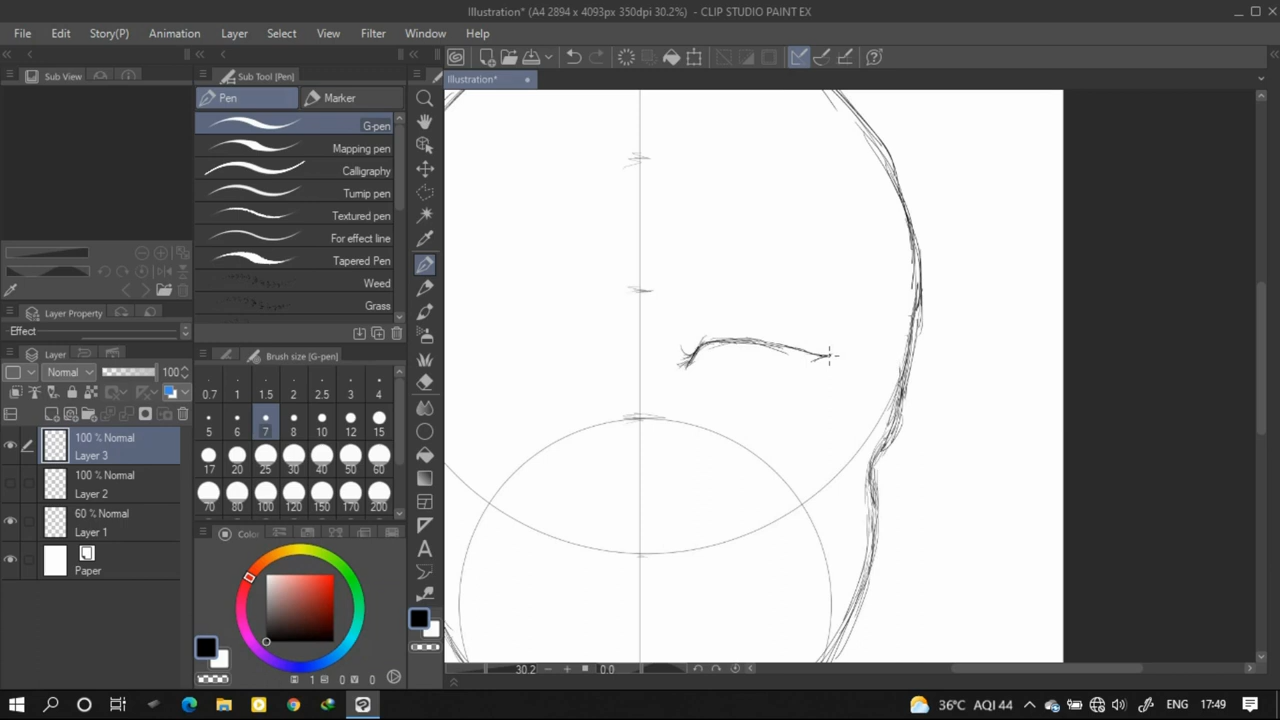 Illustration* (A4 2894 x 4093px 350dpi 30.2%) - CLIP STUDIO PAINT EX
File Edit Story(P) Animation Layer Select View Filter Window Help
Sub View
Sub Tool [Pen]
Illustration*
Pen Marker
G-pen
Mapping pen
Calligraphy
Turnip pen
Textured pen
For effect line
Tapered Pen
Weed
Grass
Layer Property
Effect
Layer
Brush size [G-pen]
Normal 100
0.7 1 1.5 2 2.5 3 4
5 6 7 8 10 12 15
17 20 25 30 40 50 60
70 80 100 120 150 170 200
100 % Normal
Layer 3
100 % Normal
Layer 2
60 % Normal
Layer 1
Paper
Color
1 0 0
30.2 0.0
36°C AQI 44 ENG 17:49